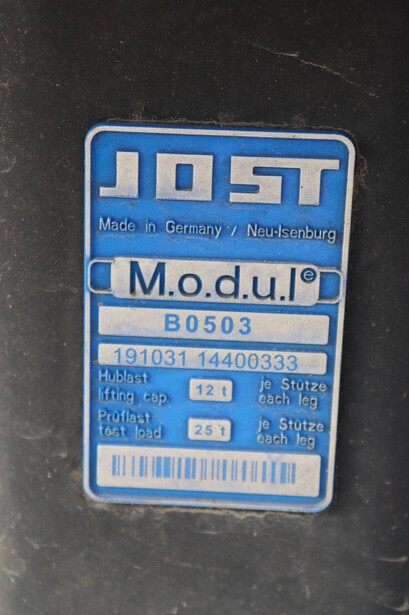 JOST
Made in Germany / Neu-Isenburg
M.o.d.u.l®
B0503
191031 14400333
Hublast je Stütze
lifting cap. 12 t each leg
Prüflast je Stütze
test load 25 t each leg